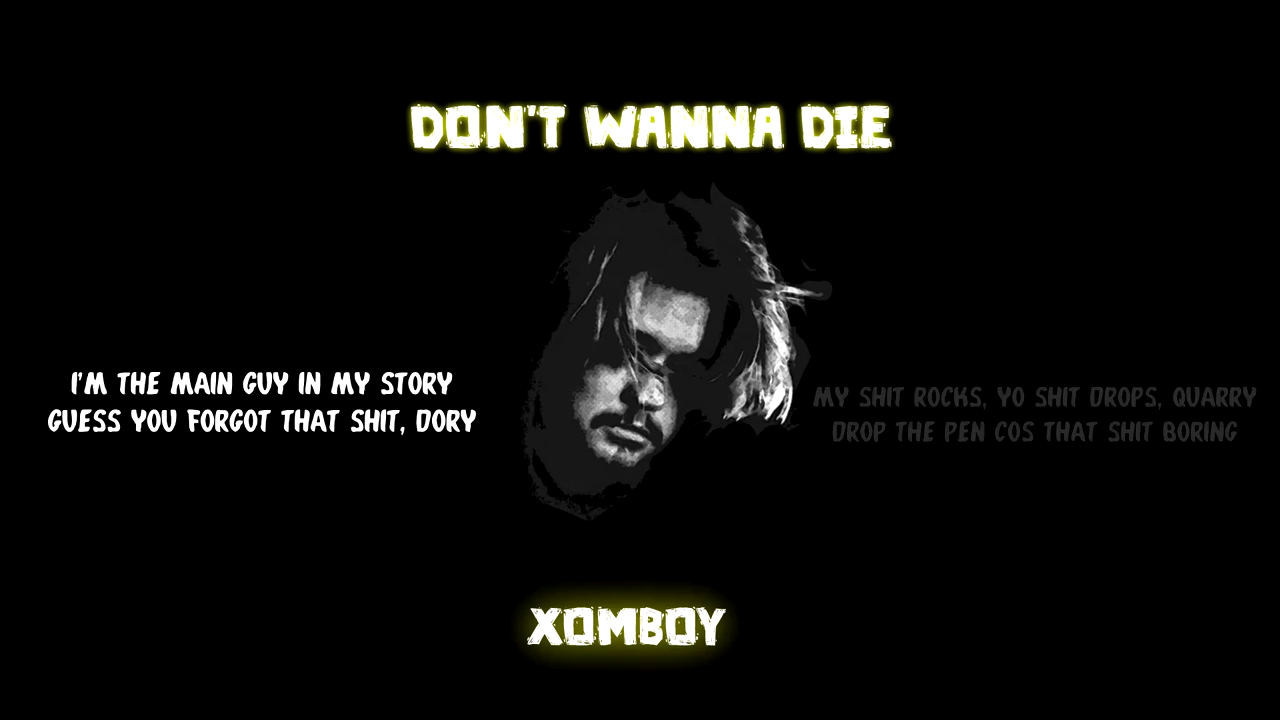 DON'T WANNA DIE
I'M THE MAIN GUY IN MY STORY
GUESS YOU FORGOT THAT SHIT, DORY
MY SHIT ROCKS, YO SHIT DROPS, QUARRY
DROP THE PEN COS THAT SHIT BORING
XOMBOY